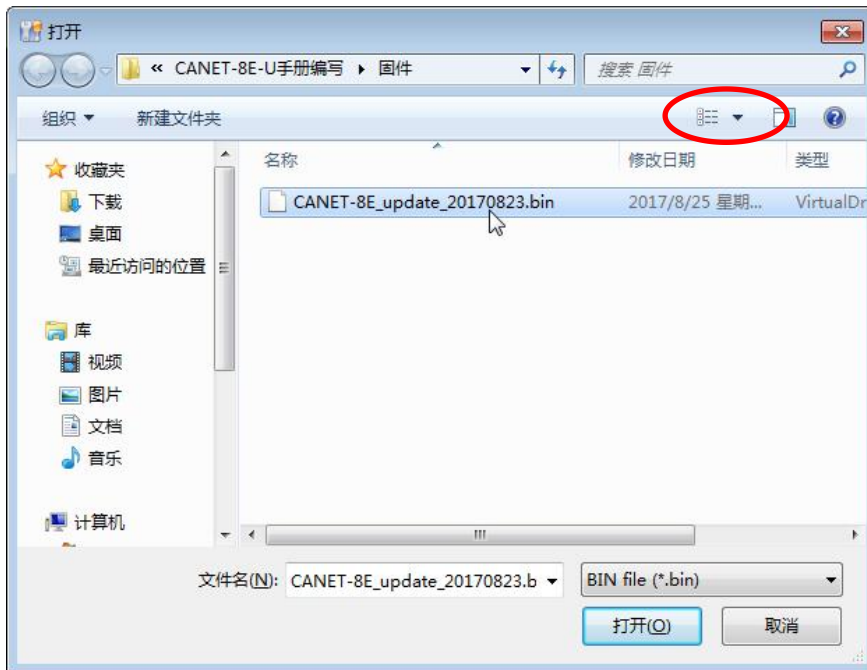 打开
« CANET-8E-U手册编写 ▸ 固件
搜索 固件
组织 ▼ 新建文件夹
名称 修改日期 类型
CANET-8E_update_20170823.bin 2017/8/25 星期... VirtualDr
收藏夹
下载
桌面
最近访问的位置
库
视频
图片
文档
音乐
计算机
文件名(N): CANET-8E_update_20170823.b BIN file (*.bin)
打开(O) 取消